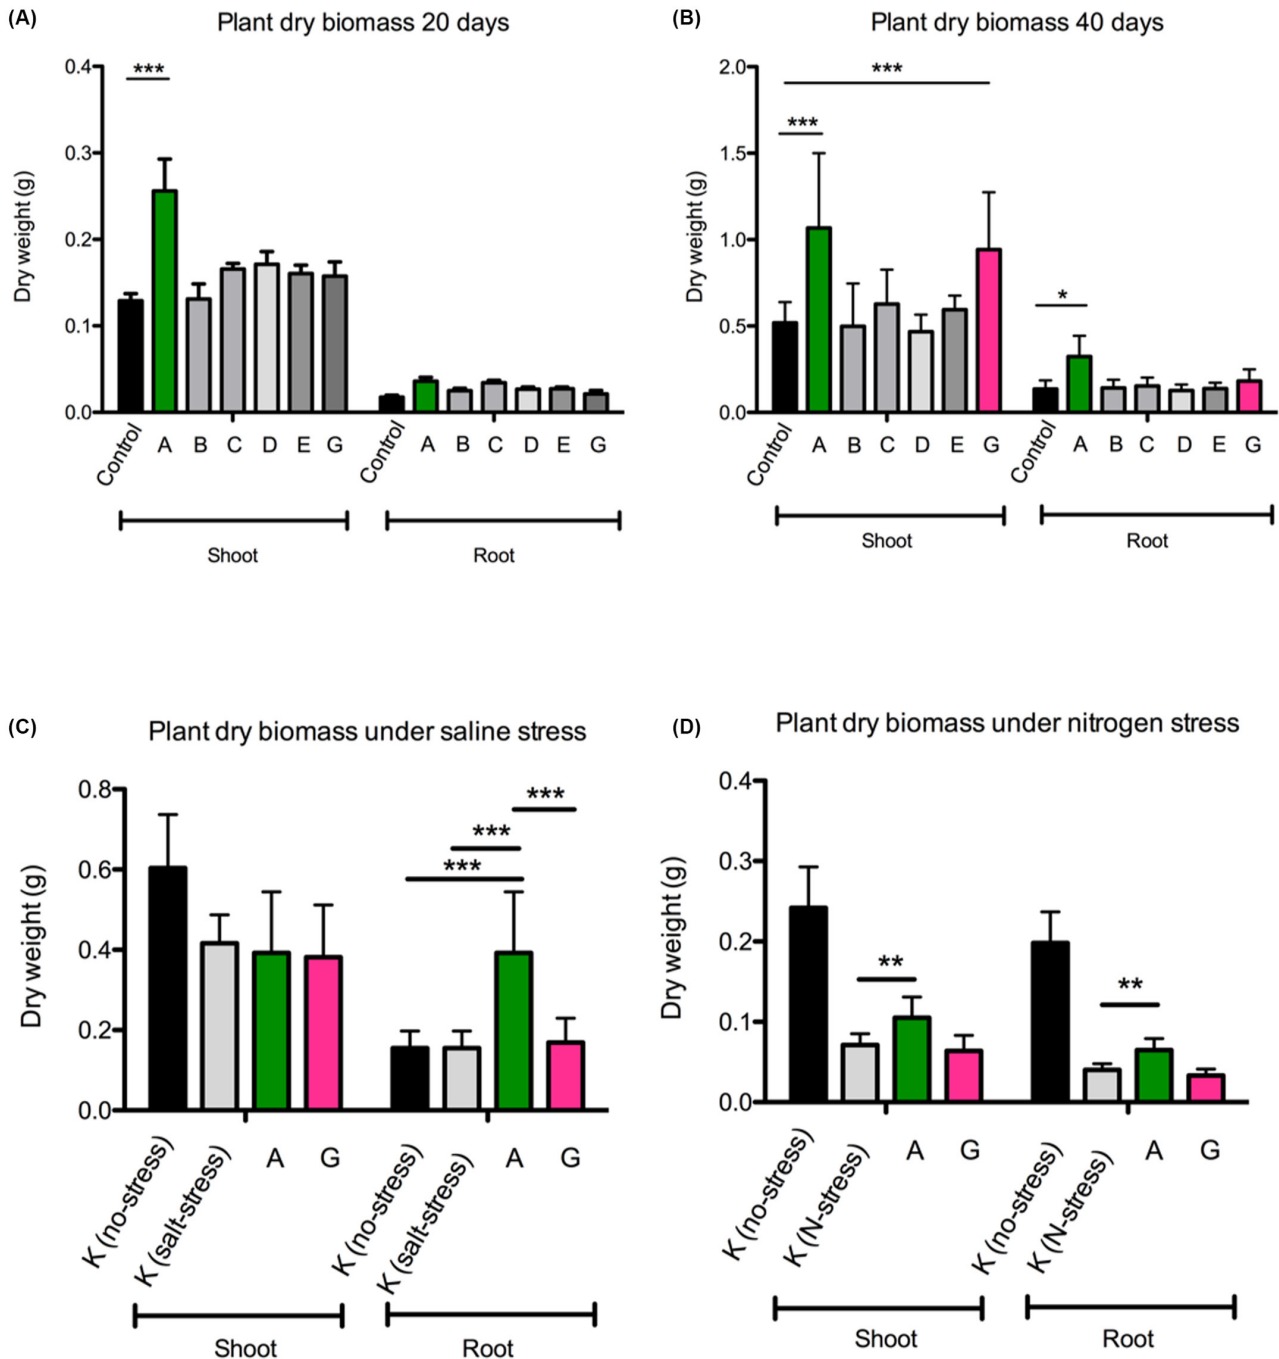 (A)
Plant dry biomass 20 days
Dry weight (g)
0.4
0.3
0.2
0.1
0.0
***
Control A B C D E G
Control A B C D E G
Shoot
Root
(B)
Plant dry biomass 40 days
Dry weight (g)
2.0
1.5
1.0
0.5
0.0
***
***
*
Control A B C D E G
Control A B C D E G
Shoot
Root
(C)
Plant dry biomass under saline stress
Dry weight (g)
0.8
0.6
0.4
0.2
0.0
***
***
***
K (no-stress) K (salt-stress) A G
K (no-stress) K (salt-stress) A G
Shoot
Root
(D)
Plant dry biomass under nitrogen stress
Dry weight (g)
0.4
0.3
0.2
0.1
0.0
**
**
K (no-stress) K (N-stress) A G
K (no-stress) K (N-stress) A G
Shoot
Root